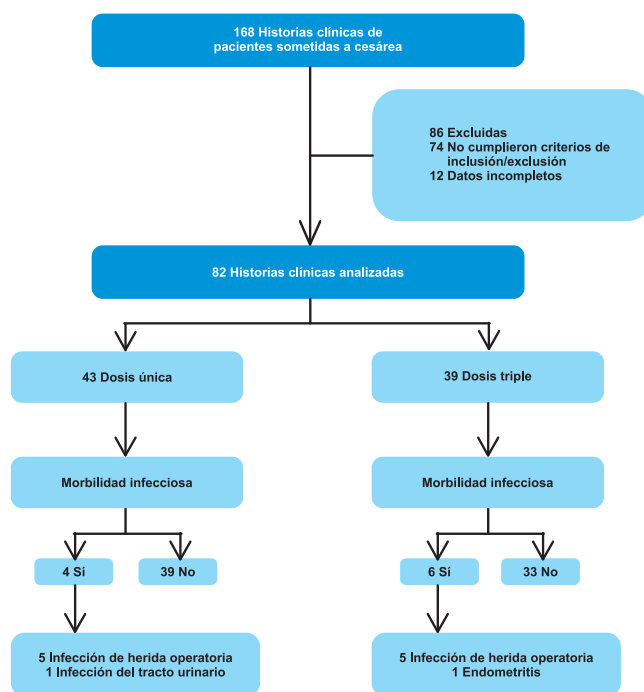 168 Historias clínicas de
pacientes sometidas a cesárea
86 Excluidas
74 No cumplieron criterios de
inclusión/exclusión
12 Datos incompletos
82 Historias clínicas analizadas
43 Dosis única
39 Dosis triple
Morbilidad infecciosa
Morbilidad infecciosa
4 Sí
39 No
6 Sí
33 No
5 Infección de herida operatoria
1 Infección del tracto urinario
5 Infección de herida operatoria
1 Endometritis